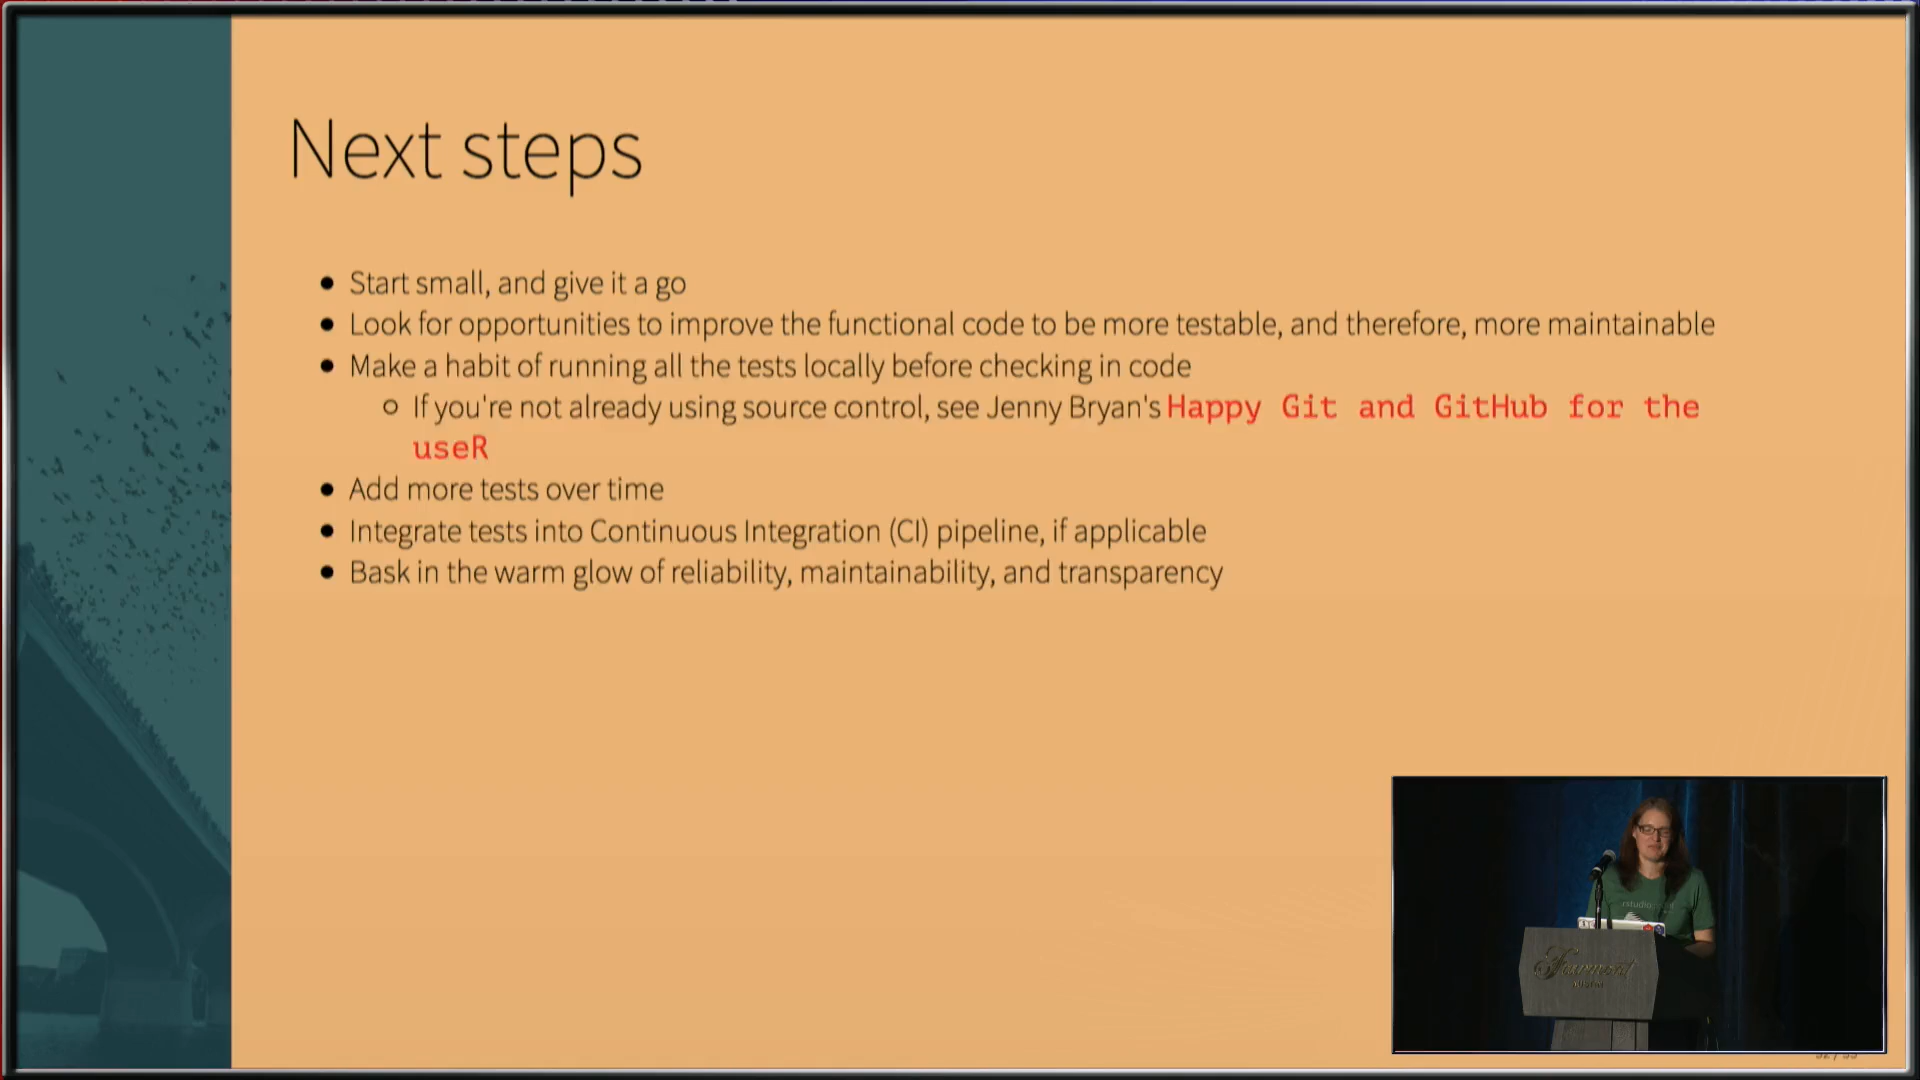 Next steps
Start small, and give it a go
Look for opportunities to improve the functional code to be more testable, and therefore, more maintainable
Make a habit of running all the tests locally before checking in code
If you're not already using source control, see Jenny Bryan's Happy Git and GitHub for the
useR
Add more tests over time
Integrate tests into Continuous Integration (CI) pipeline, if applicable
Bask in the warm glow of reliability, maintainability, and transparency
rstudio
Fairmont